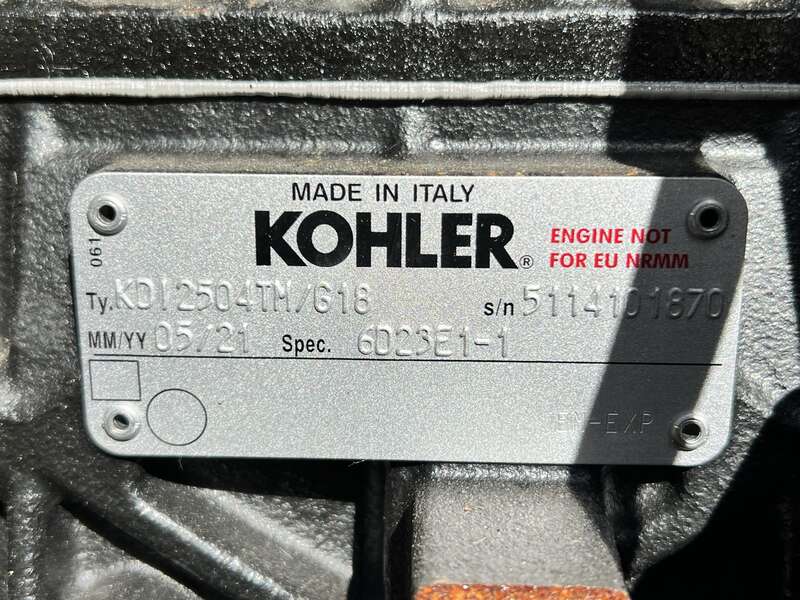 MADE IN ITALY
KOHLER®
ENGINE NOT
FOR EU NRMM
061
Ty. KDI2504TM/G18 s/n 5114101870
MM/YY 05/21 Spec. 6D23E1-1
-EXP